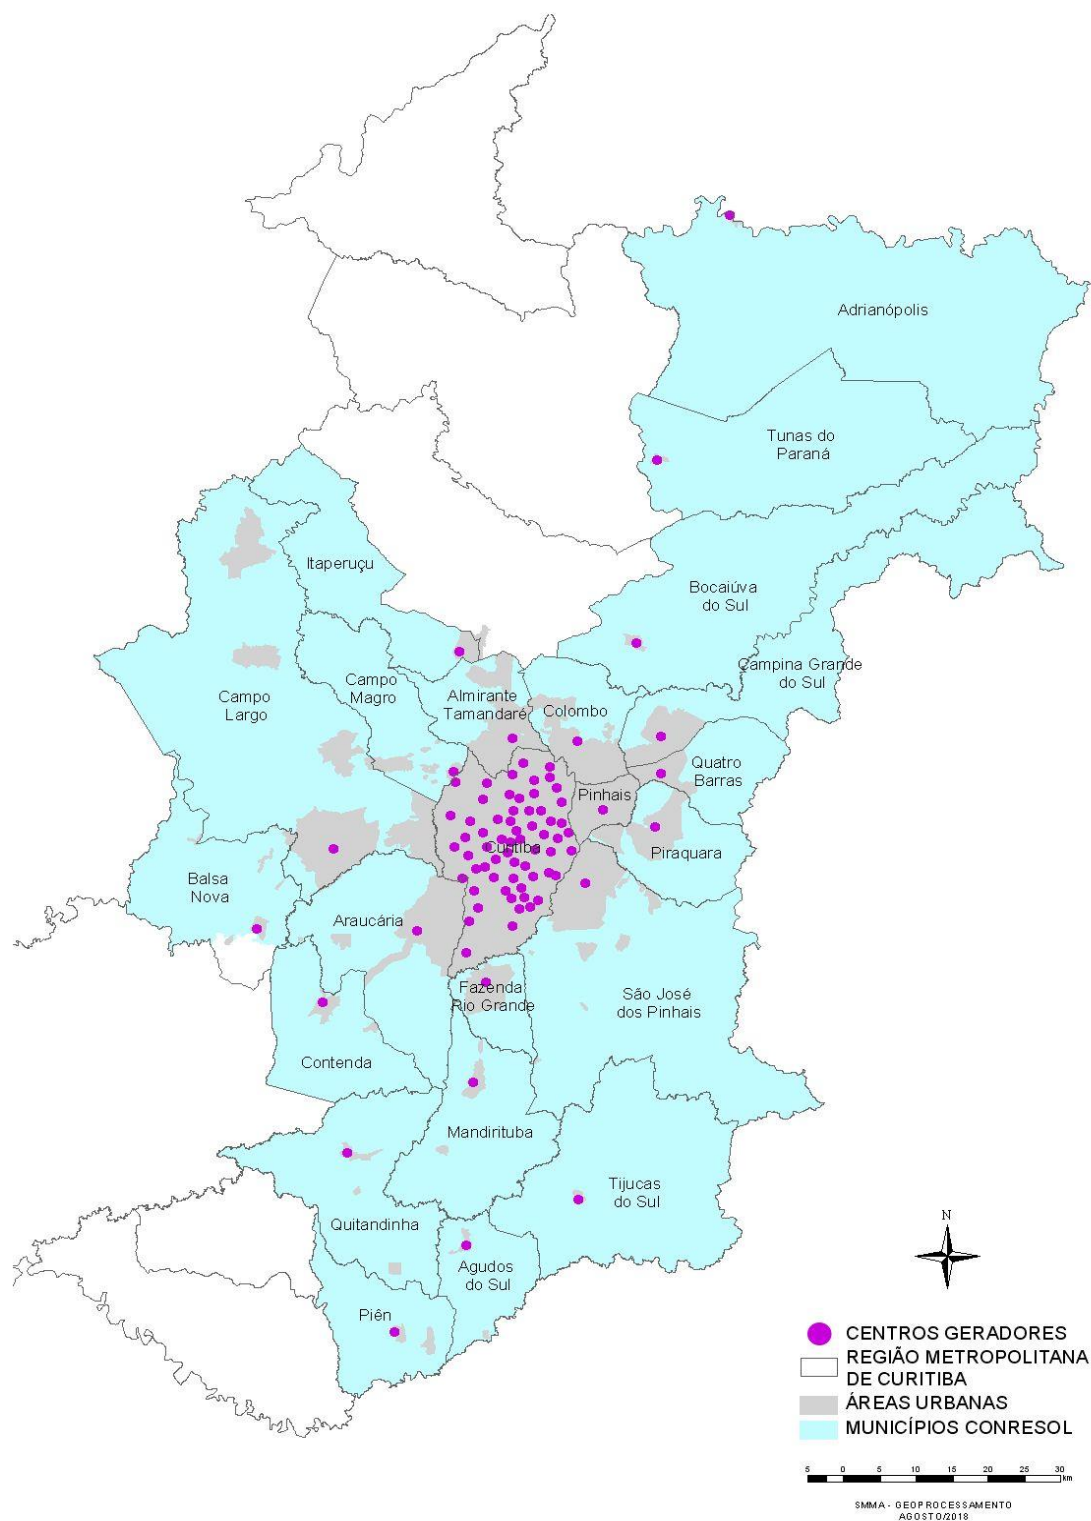 Adrianópolis
Tunas do
Paraná
Itaperuçu
Bocaiúva
do Sul
Campina Grande
do Sul
Campo
Magro
Campo
Largo
Almirante
Tamandaré
Colombo
Quatro
Barras
Pinhais
Curitiba
Piraquara
Balsa
Nova
Araucária
Fazenda
Rio Grande
São José
dos Pinhais
Contenda
Mandirituba
Tijucas
do Sul
Quitandinha
Agudos
do Sul
Piên
N
CENTROS GERADORES
REGIÃO METROPOLITANA
DE CURITIBA
ÁREAS URBANAS
MUNICÍPIOS CONRESOL
5 0 5 10 15 20 25 30
km
SMMA - GEOPROCESSAMENTO
AGOSTO/2018